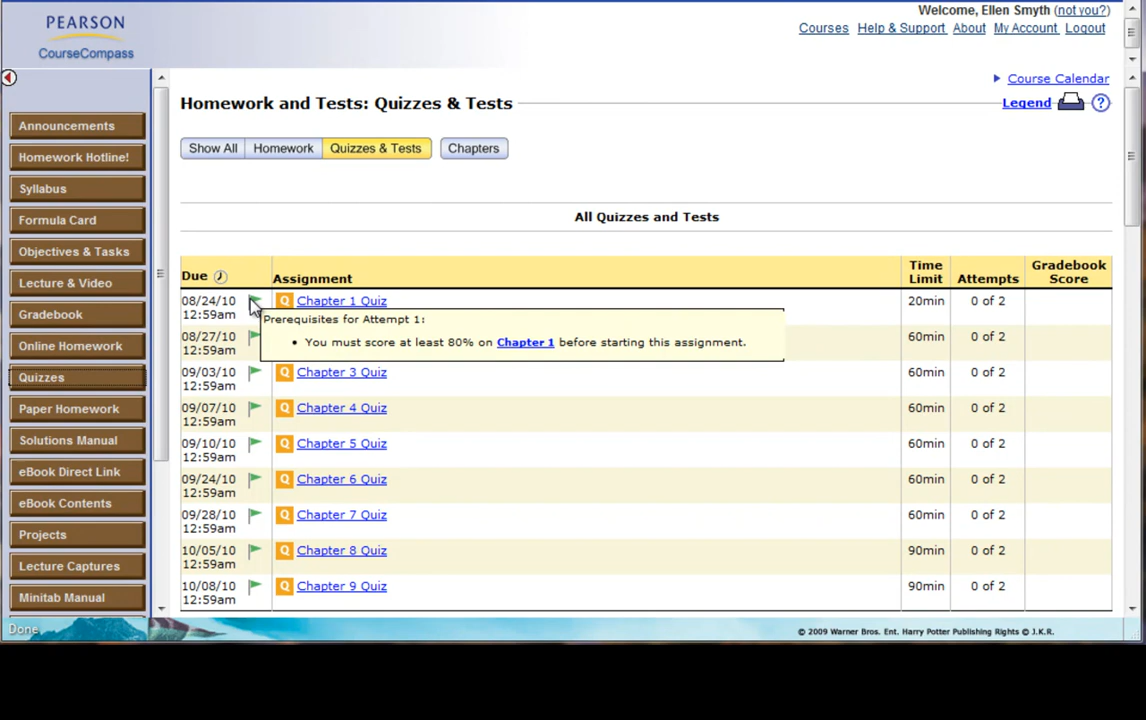 PEARSON
CourseCompass
Welcome, Ellen Smyth (not you?)
Courses Help & Support About My Account Logout
Course Calendar
Homework and Tests: Quizzes & Tests
Legend ?
Show All Homework Quizzes & Tests Chapters
All Quizzes and Tests
Due Assignment Time Limit Attempts Gradebook Score
08/24/10 12:59am Q Chapter 1 Quiz 20min 0 of 2
Prerequisites for Attempt 1:
• You must score at least 80% on Chapter 1 before starting this assignment.
08/27/10 12:59am 60min 0 of 2
09/03/10 12:59am Q Chapter 3 Quiz 60min 0 of 2
09/07/10 12:59am Q Chapter 4 Quiz 60min 0 of 2
09/10/10 12:59am Q Chapter 5 Quiz 60min 0 of 2
09/24/10 12:59am Q Chapter 6 Quiz 60min 0 of 2
09/28/10 12:59am Q Chapter 7 Quiz 60min 0 of 2
10/05/10 12:59am Q Chapter 8 Quiz 90min 0 of 2
10/08/10 12:59am Q Chapter 9 Quiz 90min 0 of 2
Announcements
Homework Hotline!
Syllabus
Formula Card
Objectives & Tasks
Lecture & Video
Gradebook
Online Homework
Quizzes
Paper Homework
Solutions Manual
eBook Direct Link
eBook Contents
Projects
Lecture Captures
Minitab Manual
Done
© 2009 Warner Bros. Ent. Harry Potter Publishing Rights © J.K.R.